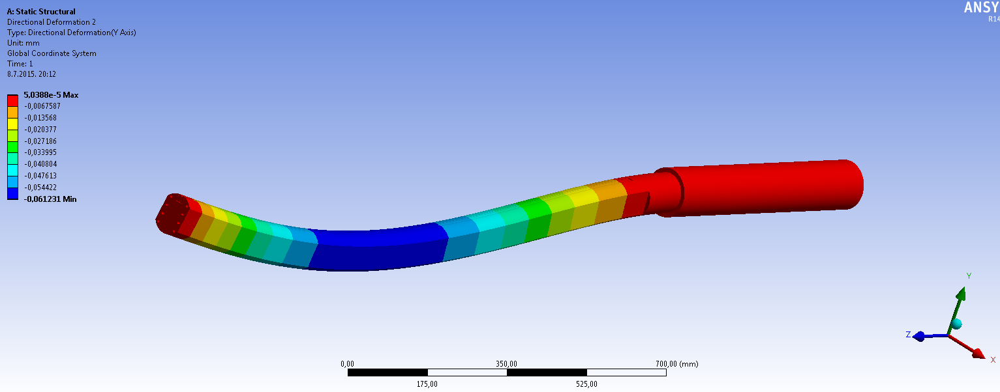 A: Static Structural
Directional Deformation 2
Type: Directional Deformation(Y Axis)
Unit: mm
Global Coordinate System
Time: 1
8.7.2015. 20:12
5,0388e-5 Max
-0,0067587
-0,013568
-0,020377
-0,027186
-0,033995
-0,040804
-0,047613
-0,054422
-0,061231 Min
ANSY
R14
Y
Z
X
0,00 350,00 700,00 (mm)
175,00 525,00